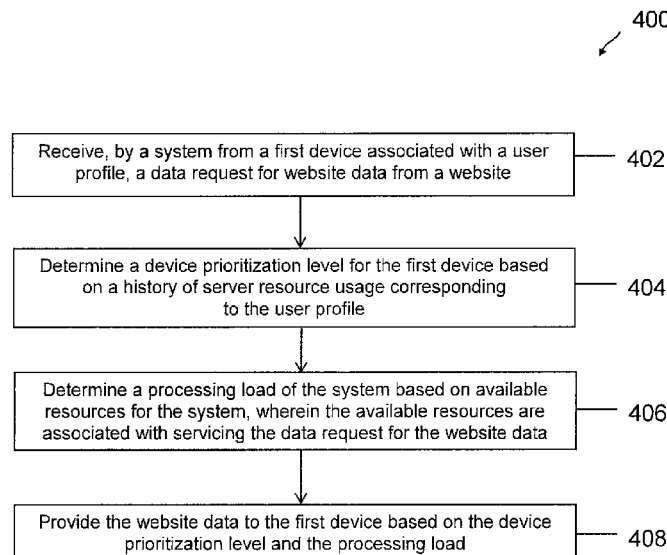 400
Receive, by a system from a first device associated with a user
profile, a data request for website data from a website
402
Determine a device prioritization level for the first device based
on a history of server resource usage corresponding
to the user profile
404
Determine a processing load of the system based on available
resources for the system, wherein the available resources are
associated with servicing the data request for the website data
406
Provide the website data to the first device based on the device
prioritization level and the processing load
408